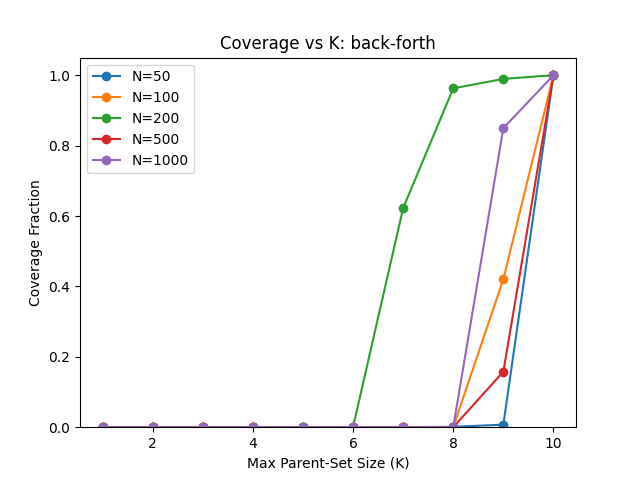 Coverage vs K: back-forth
N=50
N=100
N=200
N=500
N=1000
Coverage Fraction
1.0
0.8
0.6
0.4
0.2
0.0
2 4 6 8 10
Max Parent-Set Size (K)